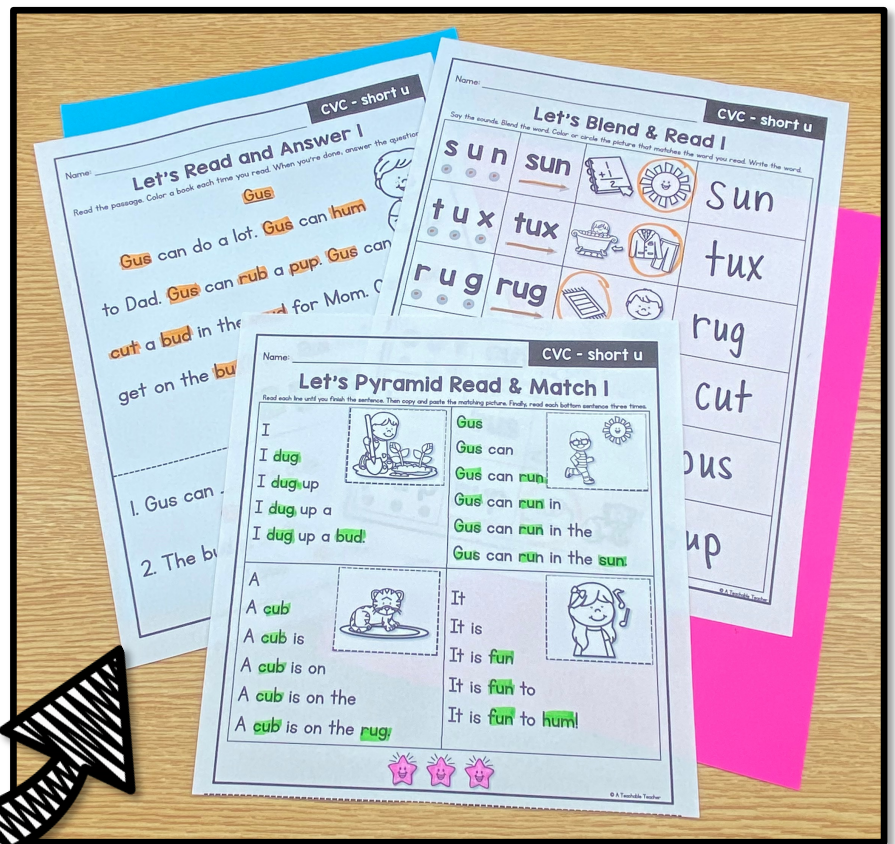 CVC - short u
Name:
Let's Read and Answer 1
Read the passage. Color a book each time you read. When you're done, answer the
Gus
Gus can do a lot. Gus can hum
to Dad. Gus can rub a pup. Gus can
cut a bud in the for Mom.
get on the
1. Gus can
2. The
CVC - short u
Name:
Let's Blend & Read 1
Say the sounds. Blend the word. Color or circle the picture that matches the word you read. Write the word.
s u n sun 1 2 sun
t u x tux tux
r u g rug rug
cut
CVC - short u
Name:
Let's Pyramid Read & Match 1
Read each line until you finish the sentence. Then copy and paste the matching picture. Finally, read each bottom sentence three times.
I
I dug
I dug up
I dug up a
I dug up a bud!
Gus
Gus can
Gus can run
Gus can run in
Gus can run in the
Gus can run in the sun.
A
A cub
A cub is
A cub is on
A cub is on the
A cub is on the rug.
It
It is
It is fun
It is fun to
It is fun to hum!
© A Teachable Teacher
© A Teachable Teacher